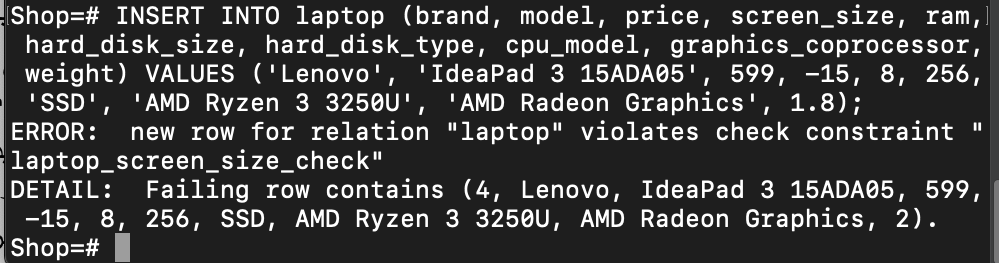 Shop=# INSERT INTO laptop (brand, model, price, screen_size, ram,
hard_disk_size, hard_disk_type, cpu_model, graphics_coprocessor,
weight) VALUES ('Lenovo', 'IdeaPad 3 15ADA05', 599, -15, 8, 256,
'SSD', 'AMD Ryzen 3 3250U', 'AMD Radeon Graphics', 1.8);
ERROR:  new row for relation "laptop" violates check constraint "
laptop_screen_size_check"
DETAIL:  Failing row contains (4, Lenovo, IdeaPad 3 15ADA05, 599,
-15, 8, 256, SSD, AMD Ryzen 3 3250U, AMD Radeon Graphics, 2).
Shop=#